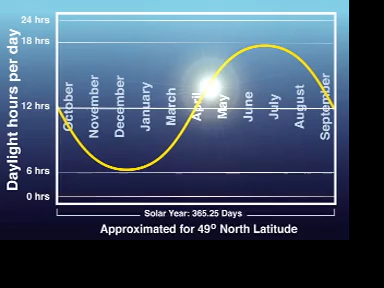 24 hrs
18 hrs
12 hrs
6 hrs
0 hrs
Daylight hours per day
October
November
December
January
March
April
May
June
July
August
September
Solar Year: 365.25 Days
Approximated for 49º North Latitude